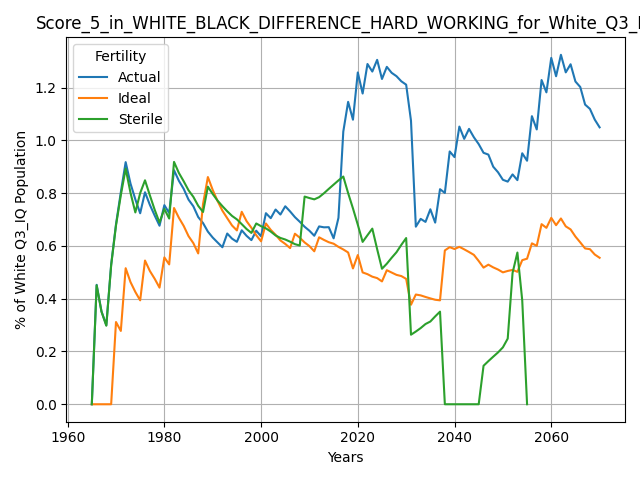 Score_5_in_WHITE_BLACK_DIFFERENCE_HARD_WORKING_for_White_Q3_I
Fertility
Actual
Ideal
Sterile
% of White Q3_IQ Population
1.2
1.0
0.8
0.6
0.4
0.2
0.0
1960 1980 2000 2020 2040 2060
Years